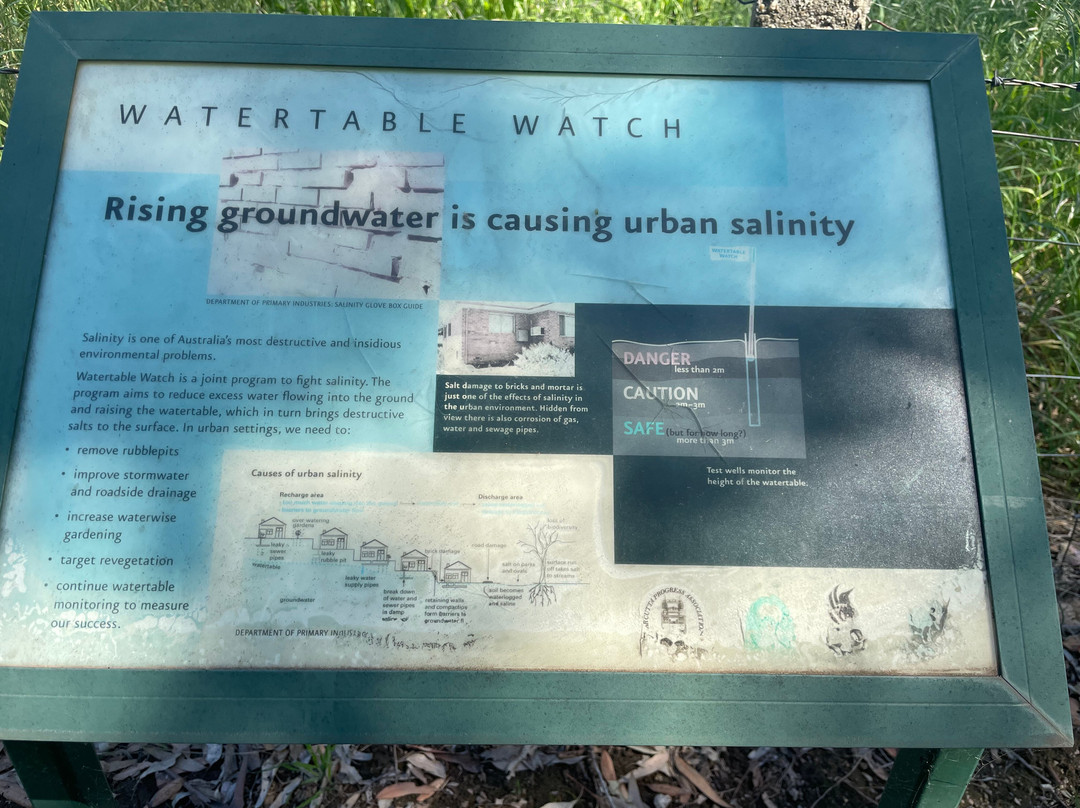 WATERTABLE WATCH
Rising groundwater is causing urban salinity
WATERTABLE
WATCH
DEPARTMENT OF PRIMARY INDUSTRIES: SALINITY GLOVE BOX GUIDE
Salinity is one of Australia's most destructive and insidious
environmental problems.
Watertable Watch is a joint program to fight salinity. The
program aims to reduce excess water flowing into the ground
and raising the watertable, which in turn brings destructive
salts to the surface. In urban settings, we need to:
• remove rubblepits
• improve stormwater
and roadside drainage
• increase waterwise
gardening
• target revegetation
• continue watertable
monitoring to measure
our success.
Salt damage to bricks and mortar is
just one of the effects of salinity in
the urban environment. Hidden from
view there is also corrosion of gas,
water and sewage pipes.
DANGER
less than 2m
CAUTION
2m–3m
SAFE (but for how long?)
more than 3m
Test wells monitor the
height of the watertable.
Causes of urban salinity
Recharge area
Discharge area
over watering
gardens
leaky
sewer
pipes
watertable
leaky
rubble pit
leaky water
supply pipes
groundwater
brick damage
break down
of water and
sewer pipes
in damp
retaining walls
and compaction
form barriers to
groundwater
road damage
salt on parks
and ovals
soil becomes
waterlogged
and saline
loss of
biodiversity
surface run
off takes salt
to streams
DEPARTMENT OF PRIMARY
PROGRESS